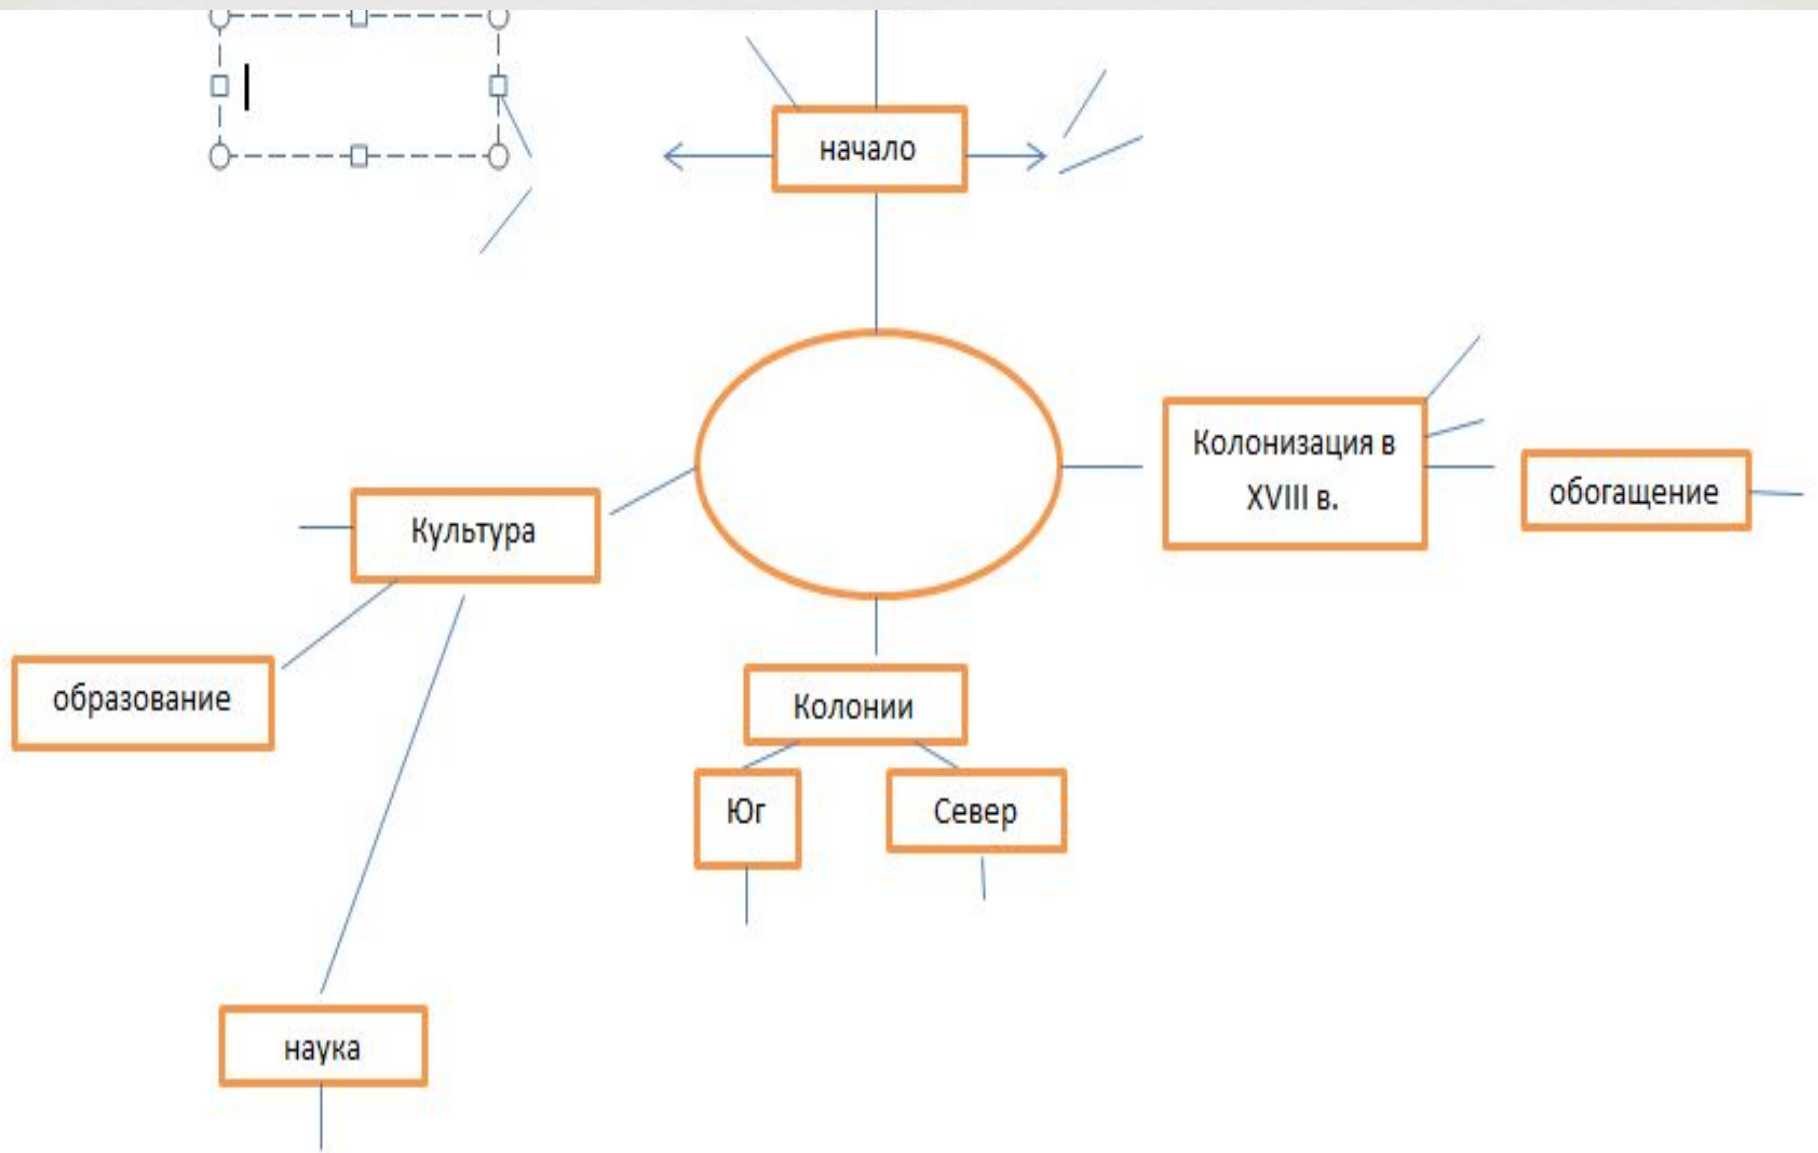 начало
Колонизация в
XVIII в.
обогащение
Культура
образование
Колонии
Юг
Север
наука